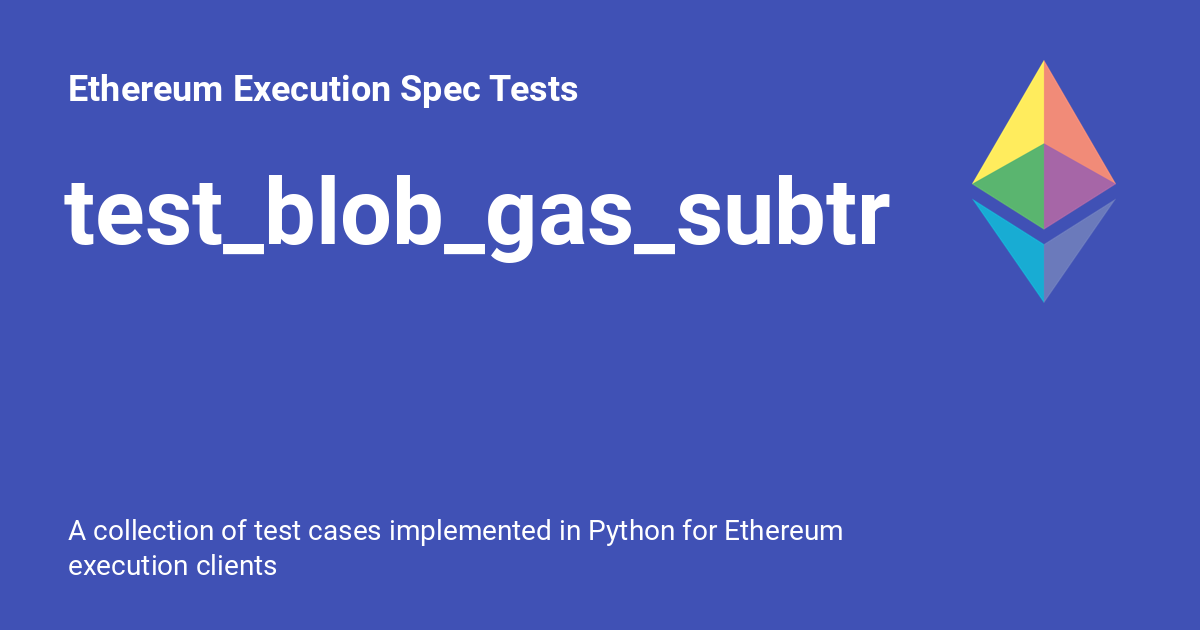 Ethereum Execution Spec Tests
test_blob_gas_subtr
A collection of test cases implemented in Python for Ethereum
execution clients